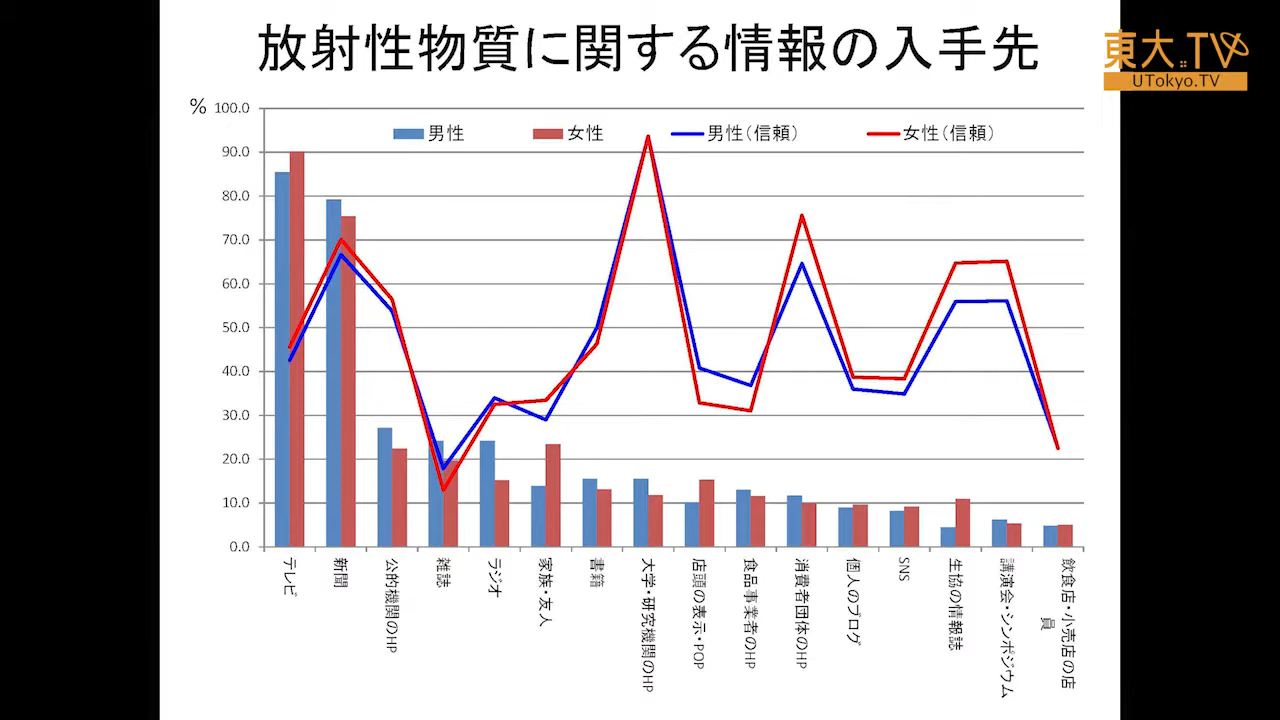 放射性物質に関する情報の入手先
東大.TV
UTokyo.TV
%
100.0
90.0
80.0
70.0
60.0
50.0
40.0
30.0
20.0
10.0
0.0
男性 女性 男性(信頼) 女性(信頼)
テレビ
新聞
公的機関のHP
雑誌
ラジオ
家族・友人
書籍
大学・研究機関のHP
店頭の表示・POP
食品事業者のHP
消費者団体のHP
個人のブログ
SNS
生協の情報誌
講演会・シンポジウム
飲食店・小売店の店
員